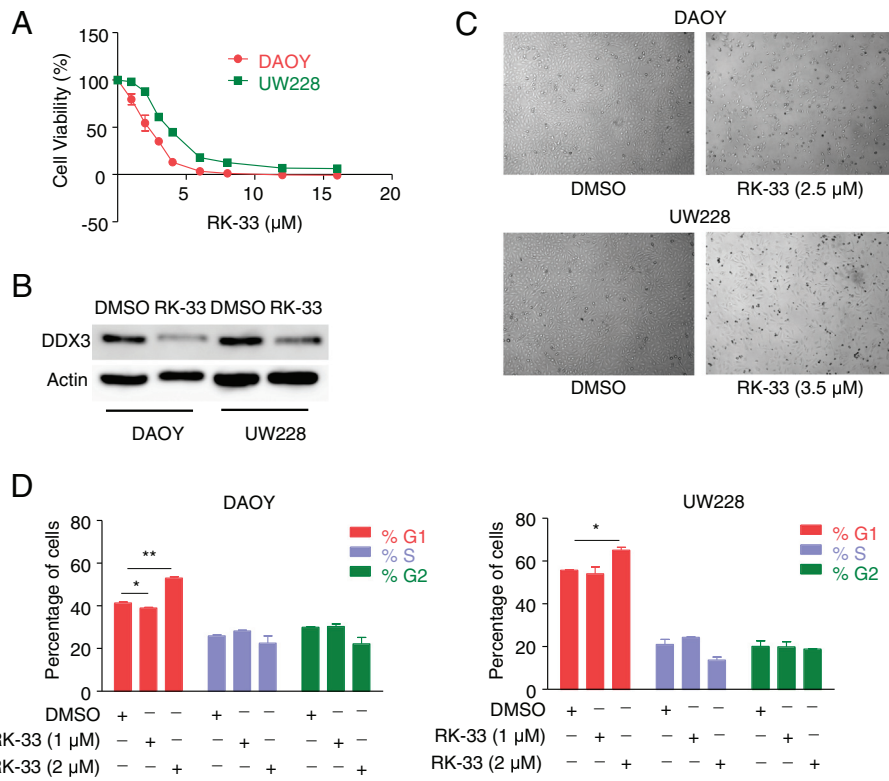 A
150
100
50
0
-50
Cell Viability (%)
DAOY
UW228
5
10
15
20
RK-33 (µM)
B
DMSO RK-33 DMSO RK-33
DDX3
Actin
DAOY
UW228
C
DAOY
DMSO
RK-33 (2.5 µM)
UW228
DMSO
RK-33 (3.5 µM)
D
DAOY
80
60
40
20
0
Percentage of cells
**
*
% G1
% S
% G2
DMSO + − − + − − + − −
RK-33 (1 µM) − + − − + − − + −
RK-33 (2 µM) − − + − − + − − +
UW228
80
60
40
20
0
Percentage of cells
*
% G1
% S
% G2
DMSO + − − + − − + − −
RK-33 (1 µM) − + − − + − − + −
RK-33 (2 µM) − − + − − + − − +